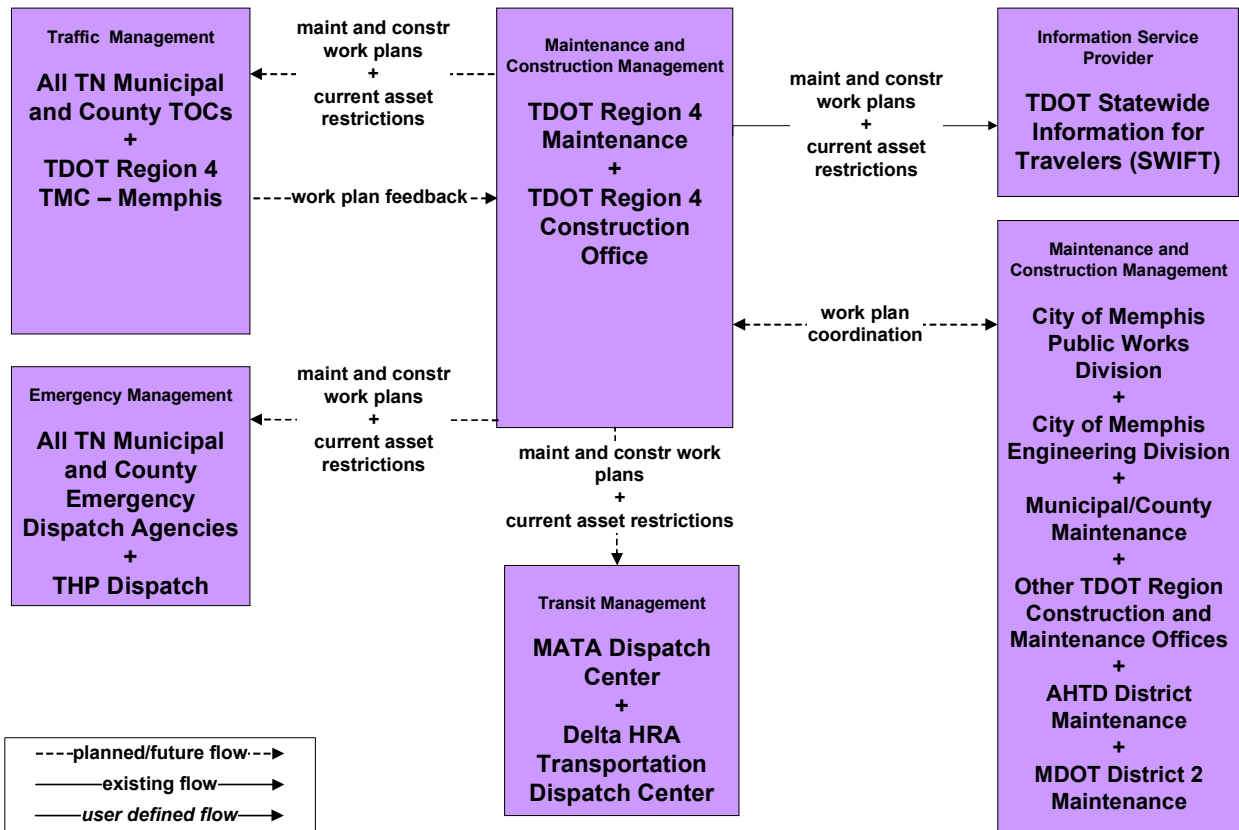 Traffic Management
All TN Municipal
and County TOCs
+
TDOT Region 4
TMC – Memphis
maint and constr
work plans
+
current asset
restrictions
work plan feedback
Maintenance and
Construction Management
TDOT Region 4
Maintenance
+
TDOT Region 4
Construction
Office
maint and constr
work plans
+
current asset
restrictions
Information Service
Provider
TDOT Statewide
Information for
Travelers (SWIFT)
work plan
coordination
Maintenance and
Construction Management
City of Memphis
Public Works
Division
+
City of Memphis
Engineering Division
+
Municipal/County
Maintenance
+
Other TDOT Region
Construction and
Maintenance Offices
+
AHTD District
Maintenance
+
MDOT District 2
Maintenance
Emergency Management
All TN Municipal
and County
Emergency
Dispatch Agencies
+
THP Dispatch
maint and constr
work plans
+
current asset
restrictions
maint and constr work
plans
+
current asset restrictions
Transit Management
MATA Dispatch
Center
+
Delta HRA
Transportation
Dispatch Center
planned/future flow
existing flow
user defined flow